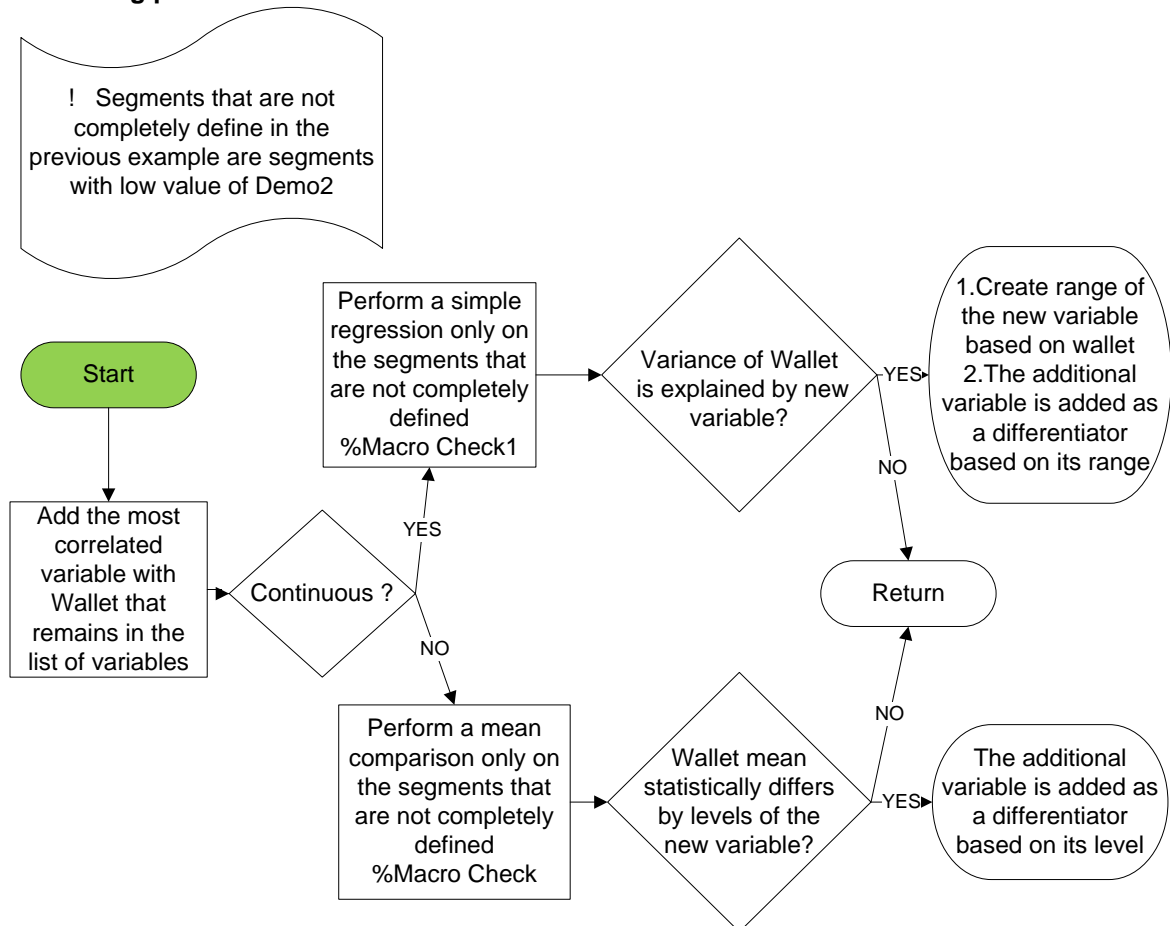 ! Segments that are not
completely define in the
previous example are segments
with low value of Demo2
Start
Add the most
correlated
variable with
Wallet that
remains in the
list of variables
Continuous ?
YES
NO
Perform a simple
regression only on
the segments that
are not completely
defined
%Macro Check1
Variance of Wallet
is explained by new
variable?
YES
NO
1.Create range of
the new variable
based on wallet
2.The additional
variable is added as
a differentiator
based on its range
Return
Perform a mean
comparison only on
the segments that
are not completely
defined
%Macro Check
Wallet mean
statistically differs
by levels of the
new variable?
NO
YES
The additional
variable is added as
a differentiator
based on its level